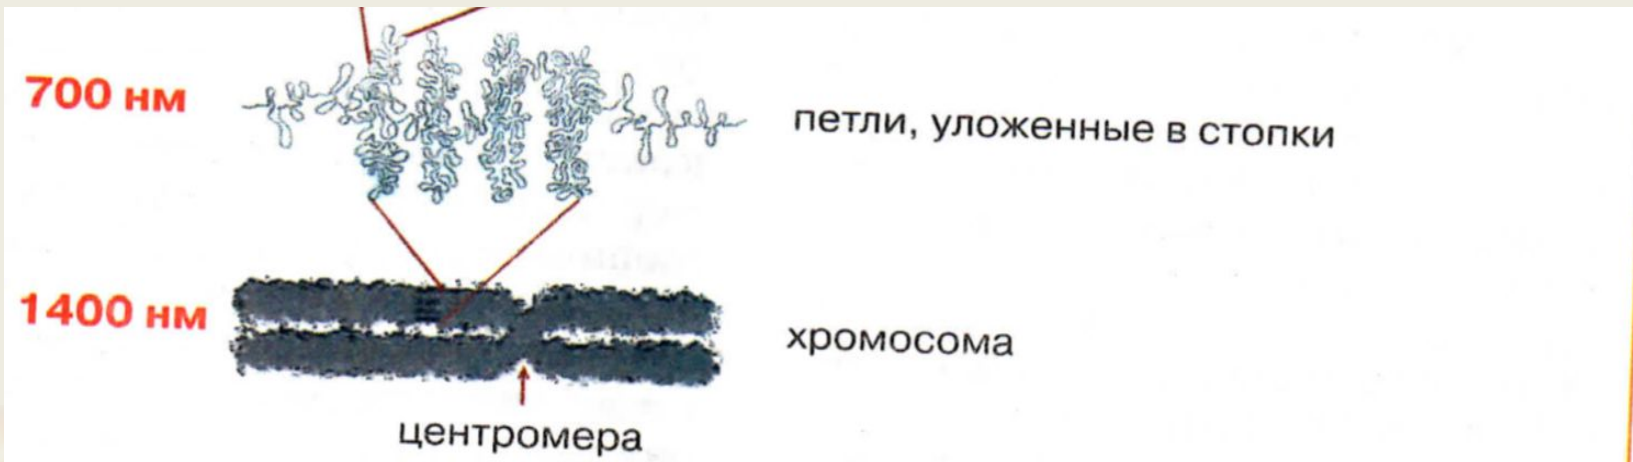 700 нм
петли, уложенные в стопки
1400 нм
хромосома
центромера